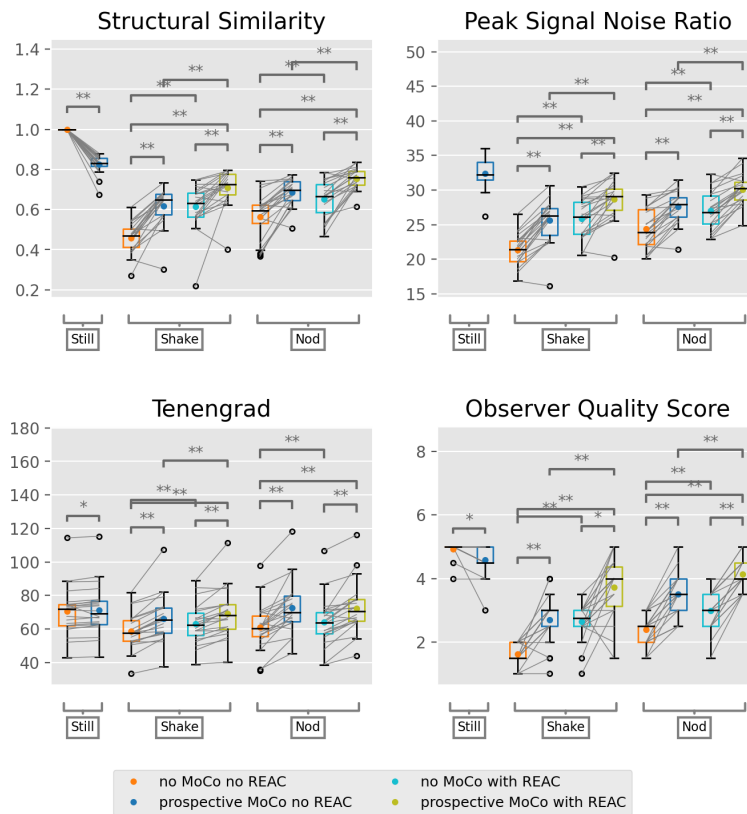 Structural Similarity
Peak Signal Noise Ratio
1.4
1.2
1.0
0.8
0.6
0.4
0.2
** ** ** ** ** ** ** ** ** ** **
50
45
40
35
30
25
20
15
** ** ** ** ** ** ** ** ** **
Still Shake Nod
Still Shake Nod
Tenengrad
Observer Quality Score
180
160
140
120
100
80
60
40
* ** ** ** ** ** ** ** ** ** **
8
6
4
2
* ** ** ** * ** ** ** ** ** **
Still Shake Nod
Still Shake Nod
no MoCo no REAC
prospective MoCo no REAC
no MoCo with REAC
prospective MoCo with REAC